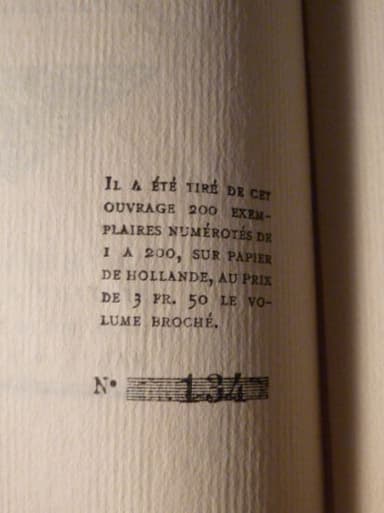 IL A ÉTÉ TIRÉ DE CET
OUVRAGE 200 EXEM-
PLAIRES NUMÉROTÉS DE
1 A 200, SUR PAPIER
DE HOLLANDE, AU PRIX
DE 3 FR. 50 LE VO-
LUME BROCHÉ.
N° 134